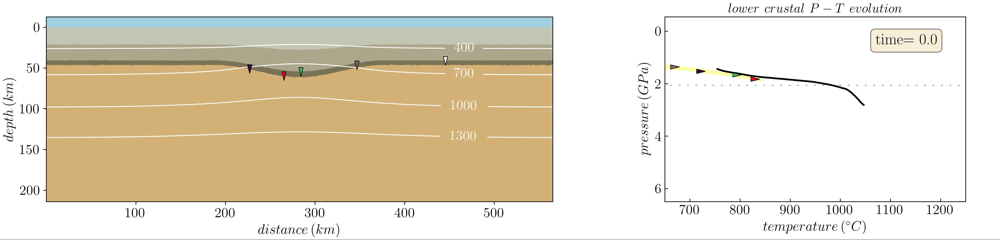 0
50
100
150
200
depth (km)
400
700
1000
1300
100 200 300 400 500
distance (km)
lower crustal P − T evolution
time= 0.0
0
2
4
6
pressure (GPa)
700 800 900 1000 1100 1200
temperature (°C)